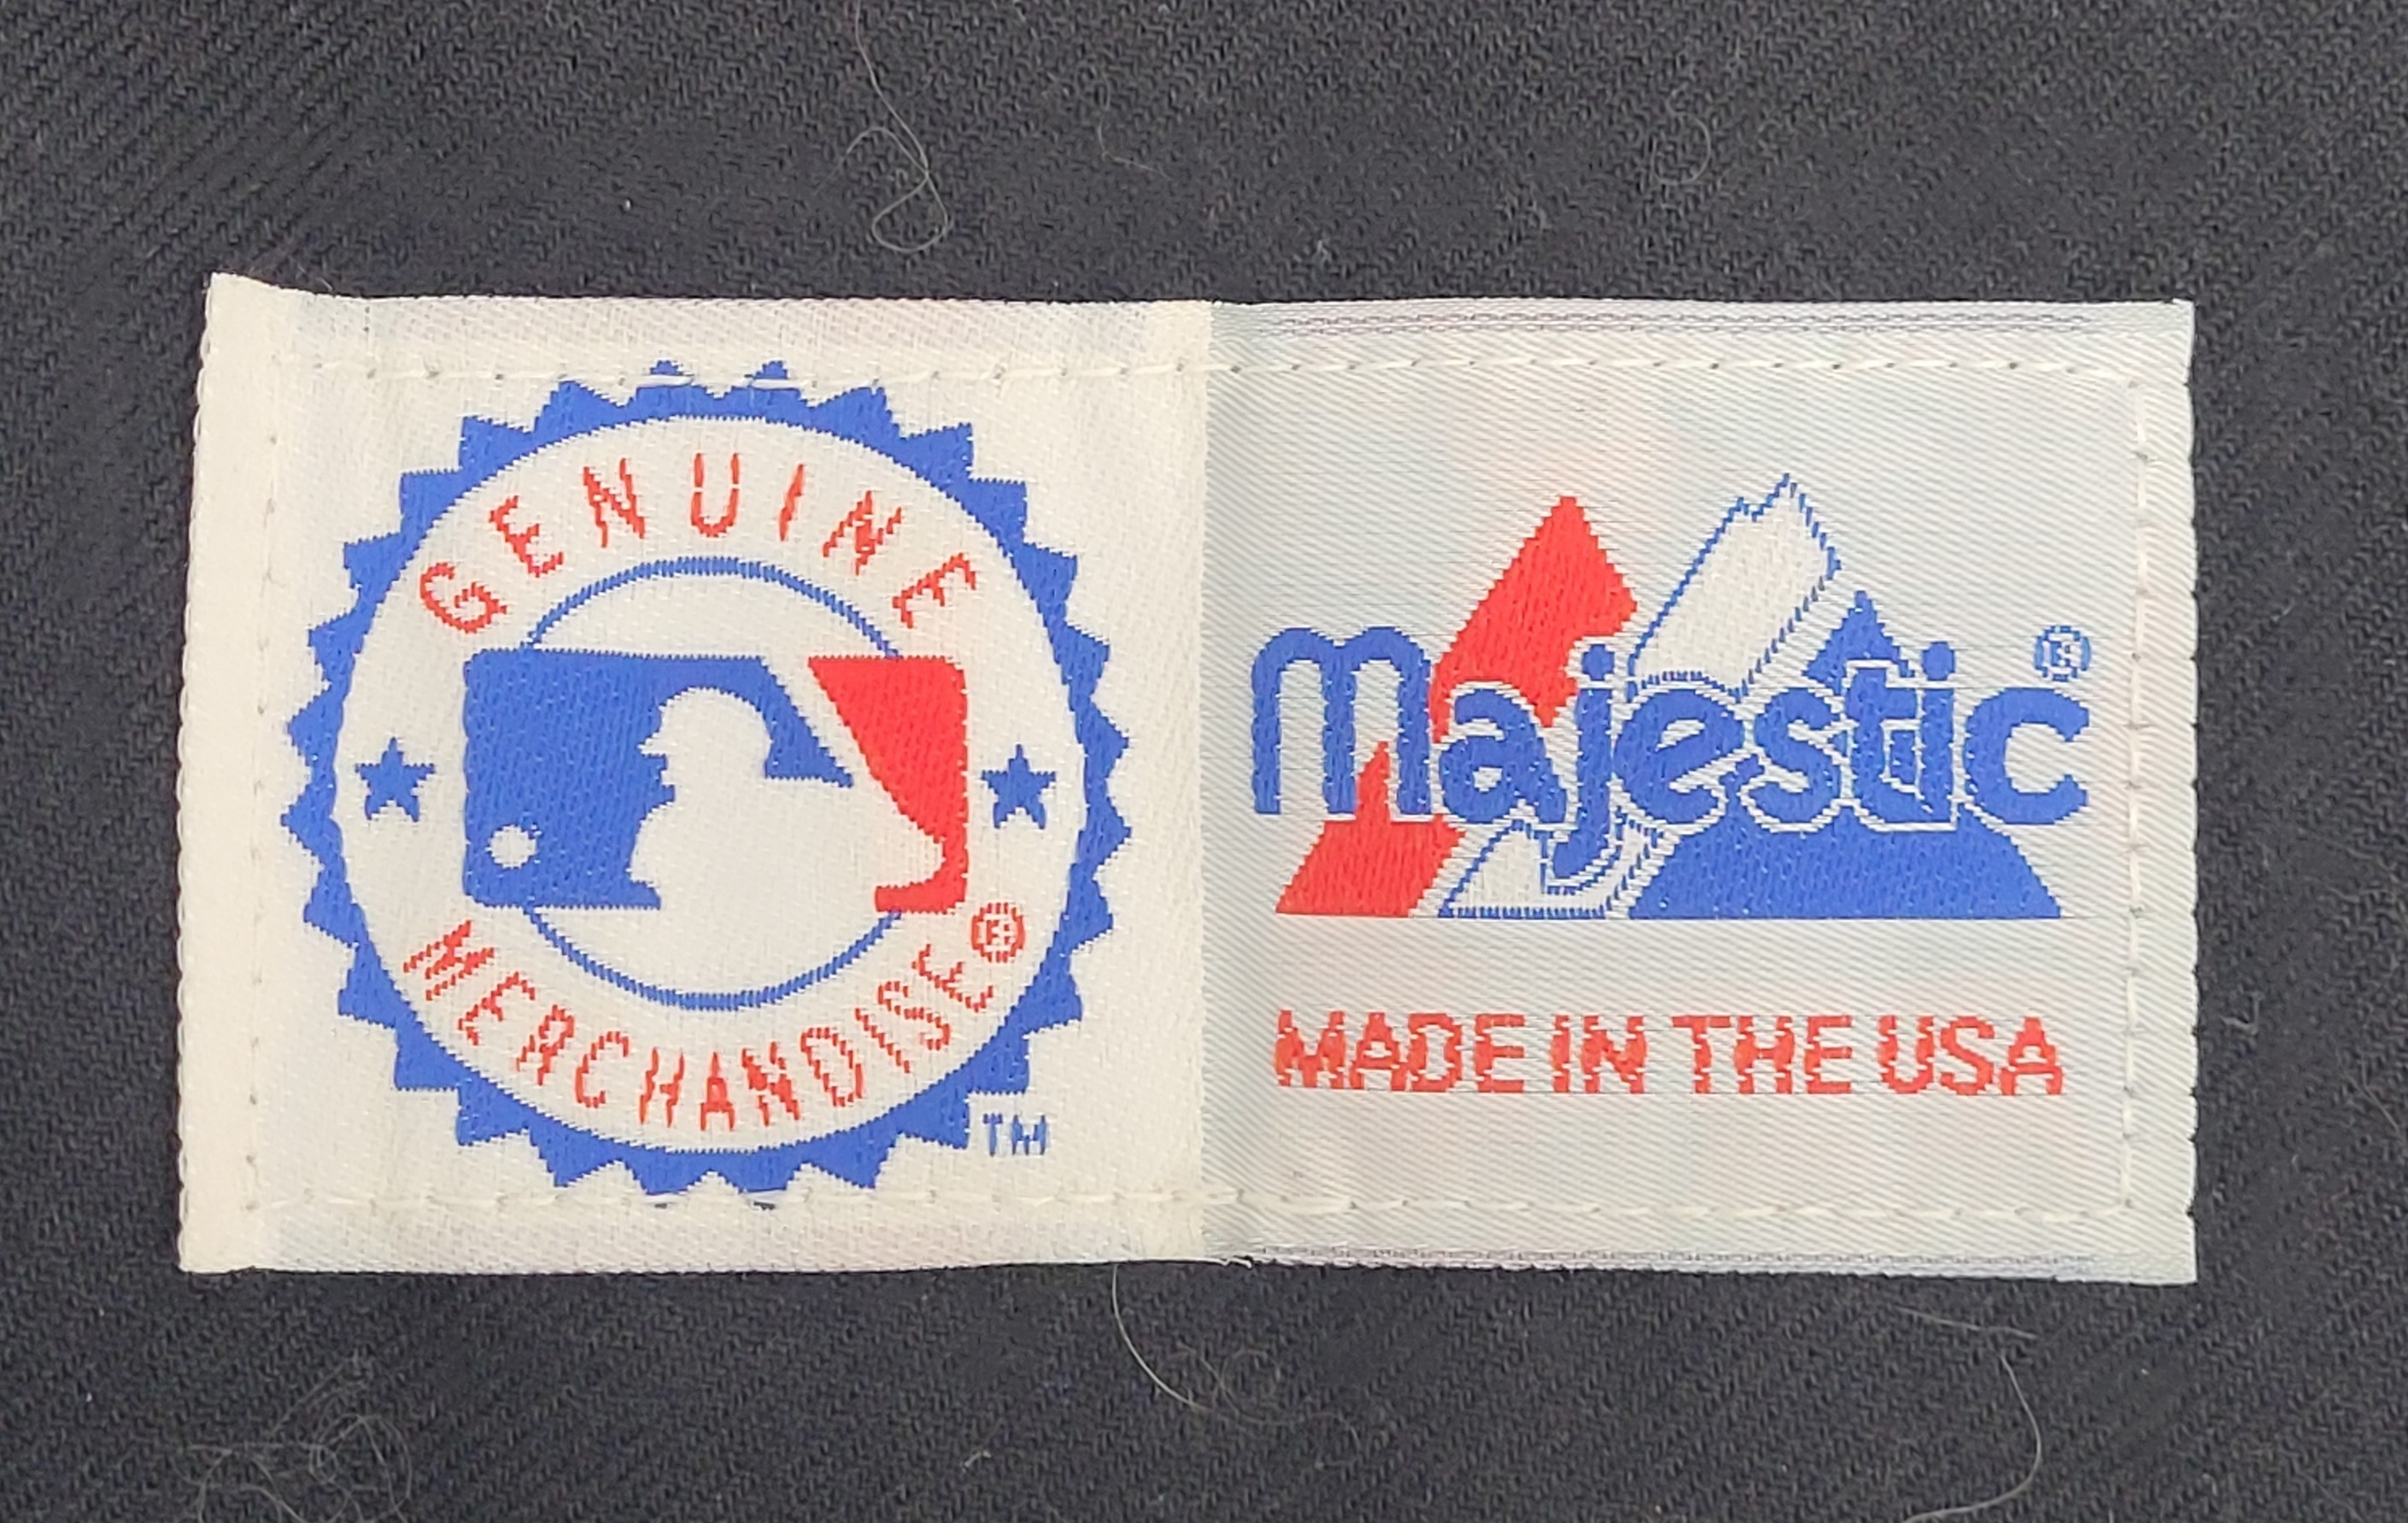 GENUINE
MERCHANDISE®
TM
majestic®
MADE IN THE USA